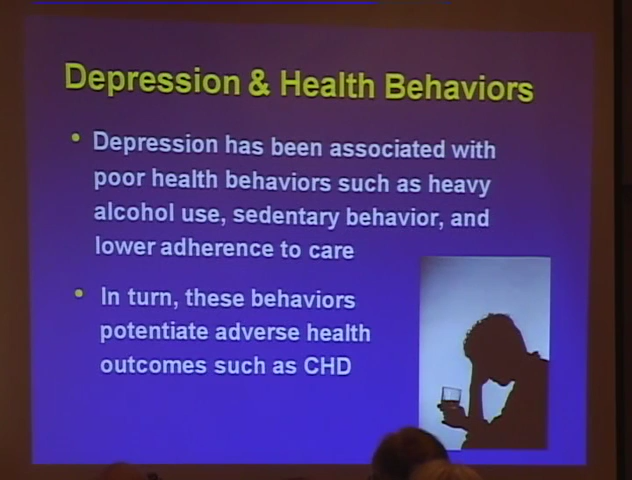 Depression & Health Behaviors
• Depression has been associated with
poor health behaviors such as heavy
alcohol use, sedentary behavior, and
lower adherence to care
• In turn, these behaviors
potentiate adverse health
outcomes such as CHD